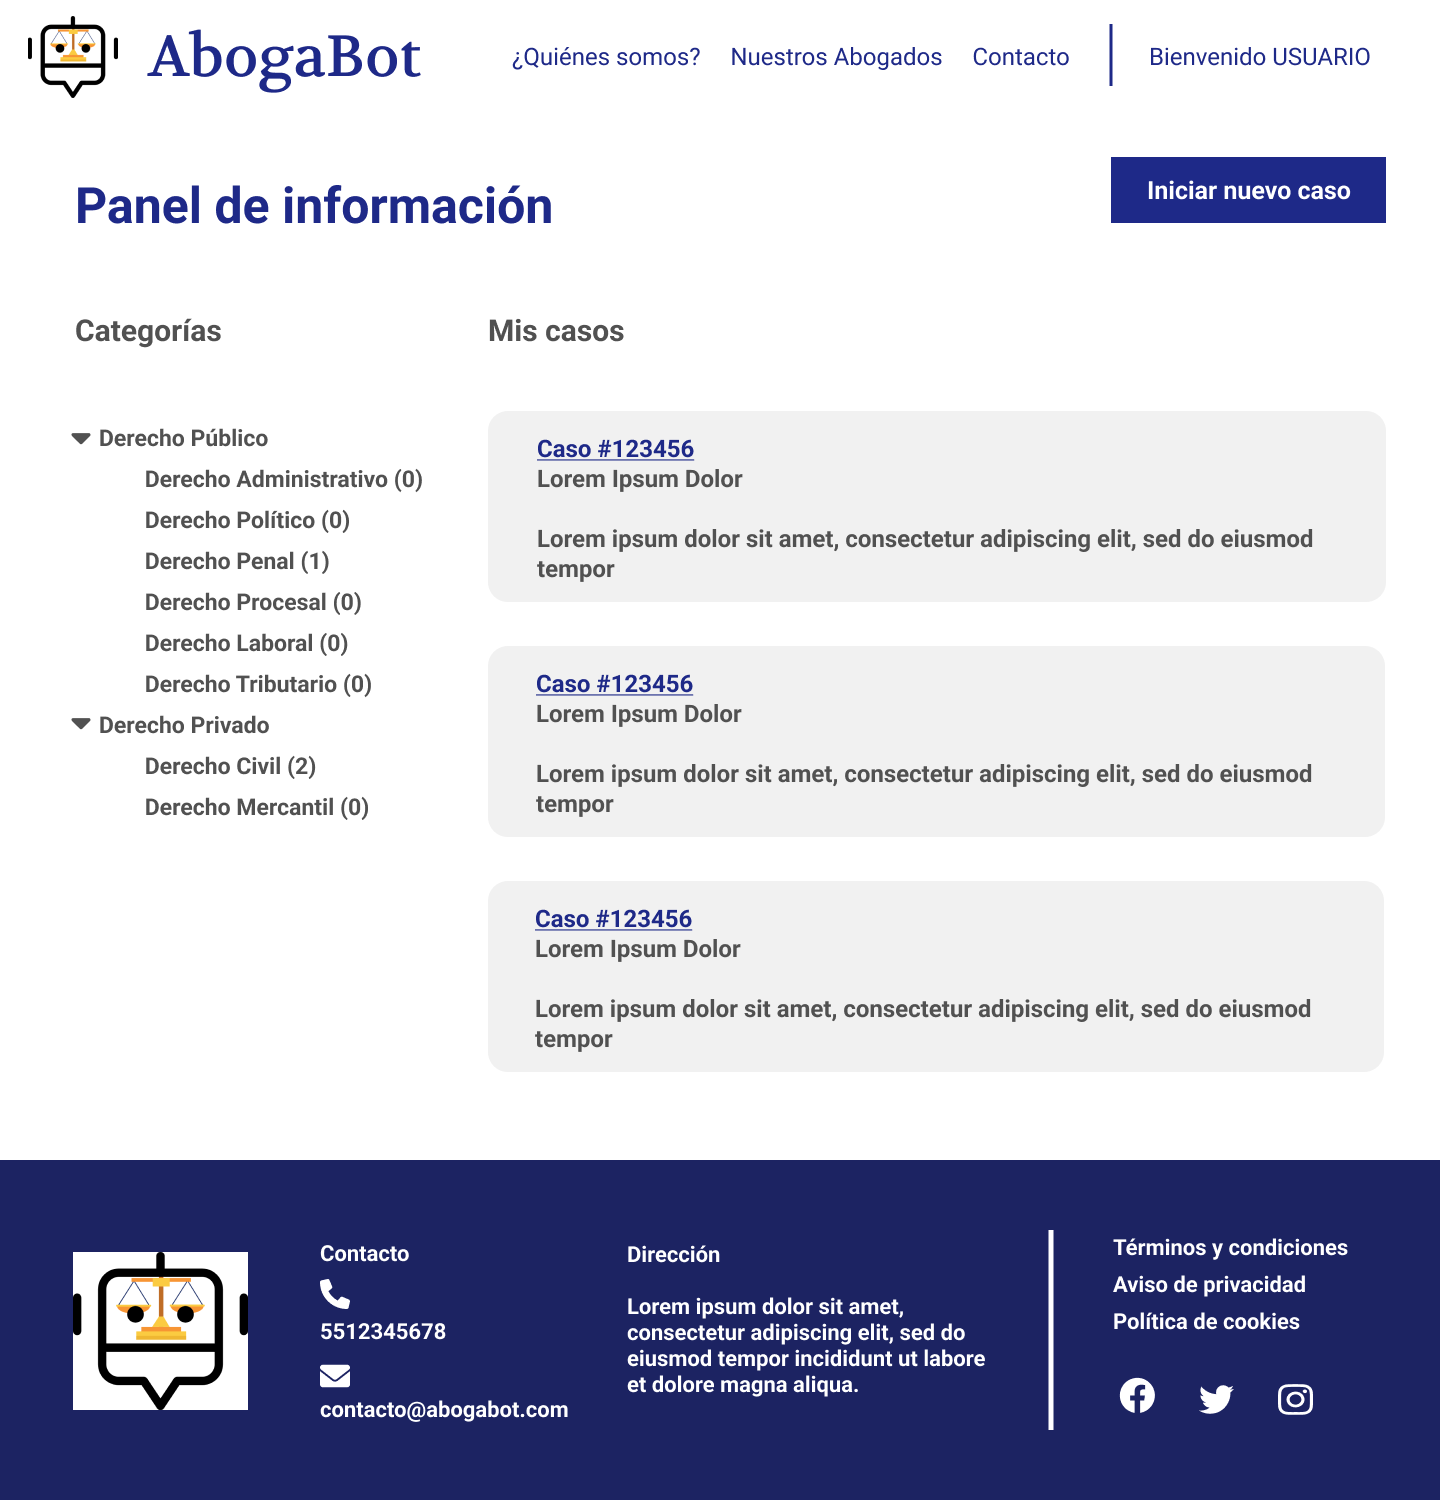 AbogaBot
¿Quiénes somos?
Nuestros Abogados
Contacto
Bienvenido USUARIO
Panel de información
Iniciar nuevo caso
Categorías
Derecho Público
Derecho Administrativo (0)
Derecho Político (0)
Derecho Penal (1)
Derecho Procesal (0)
Derecho Laboral (0)
Derecho Tributario (0)
Derecho Privado
Derecho Civil (2)
Derecho Mercantil (0)
Mis casos
Caso #123456
Lorem Ipsum Dolor
Lorem ipsum dolor sit amet, consectetur adipiscing elit, sed do eiusmod
tempor
Caso #123456
Lorem Ipsum Dolor
Lorem ipsum dolor sit amet, consectetur adipiscing elit, sed do eiusmod
tempor
Caso #123456
Lorem Ipsum Dolor
Lorem ipsum dolor sit amet, consectetur adipiscing elit, sed do eiusmod
tempor
Contacto
5512345678
contacto@abogabot.com
Dirección
Lorem ipsum dolor sit amet,
consectetur adipiscing elit, sed do
eiusmod tempor incididunt ut labore
et dolore magna aliqua.
Términos y condiciones
Aviso de privacidad
Política de cookies